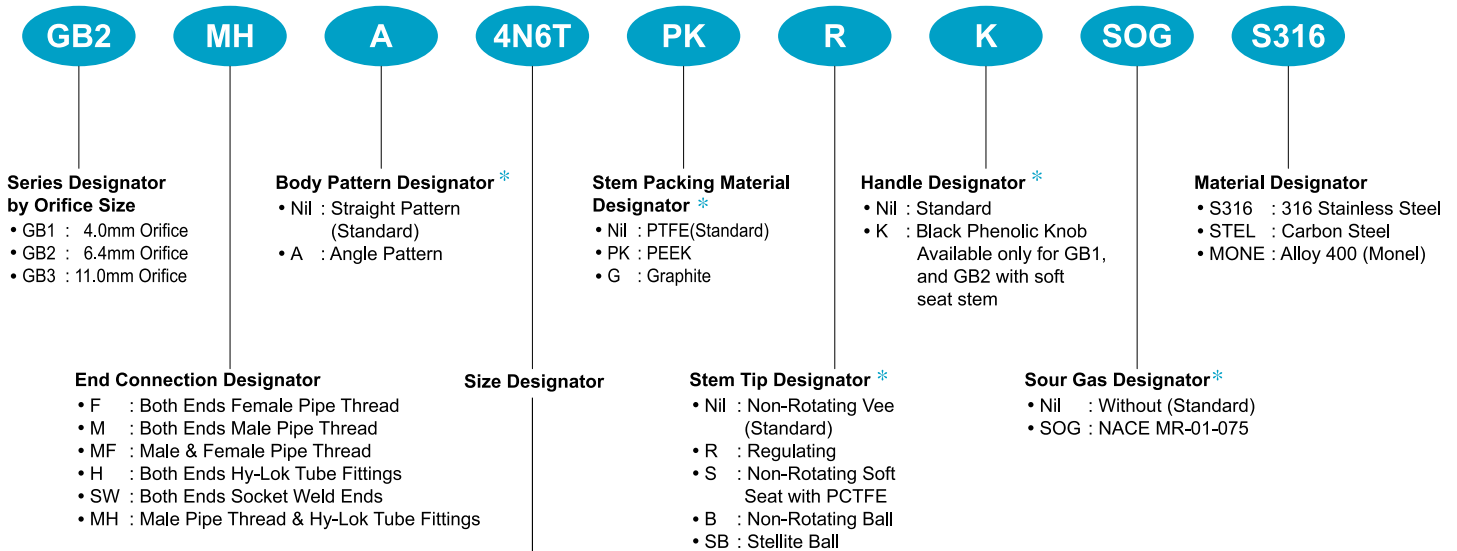 GB2 MH A 4N6T PK R K SOG S316
Series Designator
by Orifice Size
• GB1 : 4.0mm Orifice
• GB2 : 6.4mm Orifice
• GB3 : 11.0mm Orifice
Body Pattern Designator *
• Nil : Straight Pattern
(Standard)
• A : Angle Pattern
Stem Packing Material
Designator *
• Nil : PTFE(Standard)
• PK : PEEK
• G : Graphite
Handle Designator *
• Nil : Standard
• K : Black Phenolic Knob
Available only for GB1,
and GB2 with soft
seat stem
Material Designator
• S316 : 316 Stainless Steel
• STEL : Carbon Steel
• MONE : Alloy 400 (Monel)
End Connection Designator
• F : Both Ends Female Pipe Thread
• M : Both Ends Male Pipe Thread
• MF : Male & Female Pipe Thread
• H : Both Ends Hy-Lok Tube Fittings
• SW : Both Ends Socket Weld Ends
• MH : Male Pipe Thread & Hy-Lok Tube Fittings
Size Designator
Stem Tip Designator *
• Nil : Non-Rotating Vee
(Standard)
• R : Regulating
• S : Non-Rotating Soft
Seat with PCTFE
• B : Non-Rotating Ball
• SB : Stellite Ball
Sour Gas Designator*
• Nil : Without (Standard)
• SOG : NACE MR-01-075